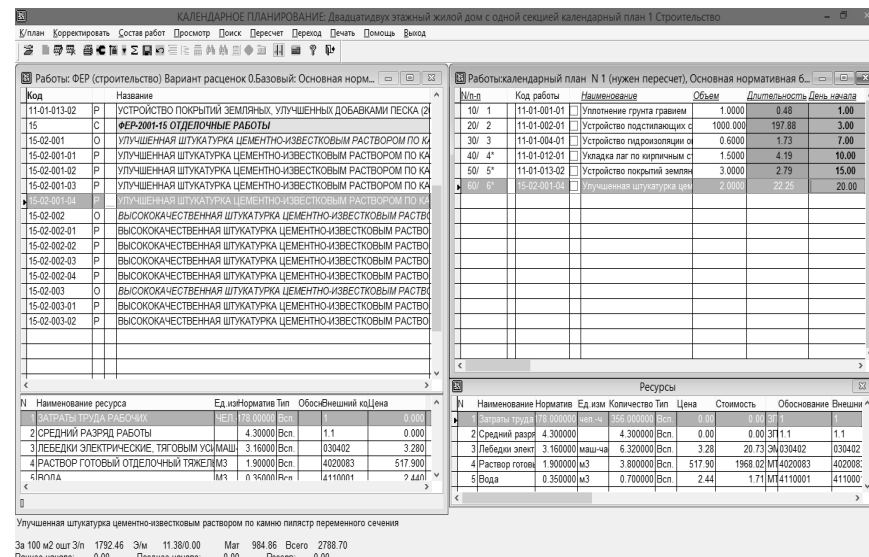 КАЛЕНДАРНОЕ ПЛАНИРОВАНИЕ: Двадцатидвух этажный жилой дом с одной секцией календарный план 1 Строительство
К/план Корректировать Состав работ Просмотр Поиск Пересчет Переход Печать Помощь Выход
Работы: ФЕР (строительство) Вариант расценок 0.Базовый: Основная норм...
Код Название
11-01-013-02 Р УСТРОЙСТВО ПОКРЫТИЙ ЗЕМЛЯНЫХ, УЛУЧШЕННЫХ ДОБАВКАМИ ПЕСКА (2
15 С ФЕР-2001-15 ОТДЕЛОЧНЫЕ РАБОТЫ
15-02-001 О УЛУЧШЕННАЯ ШТУКАТУРКА ЦЕМЕНТНО-ИЗВЕСТКОВЫМ РАСТВОРОМ ПО К
15-02-001-01 Р УЛУЧШЕННАЯ ШТУКАТУРКА ЦЕМЕНТНО-ИЗВЕСТКОВЫМ РАСТВОРОМ ПО КА
15-02-001-02 Р УЛУЧШЕННАЯ ШТУКАТУРКА ЦЕМЕНТНО-ИЗВЕСТКОВЫМ РАСТВОРОМ ПО КА
15-02-001-03 Р УЛУЧШЕННАЯ ШТУКАТУРКА ЦЕМЕНТНО-ИЗВЕСТКОВЫМ РАСТВОРОМ ПО КА
15-02-001-04 Р УЛУЧШЕННАЯ ШТУКАТУРКА ЦЕМЕНТНО-ИЗВЕСТКОВЫМ РАСТВОРОМ ПО КА
15-02-002 О ВЫСОКОКАЧЕСТВЕННАЯ ШТУКАТУРКА ЦЕМЕНТНО-ИЗВЕСТКОВЫМ РАСТВО
15-02-002-01 Р ВЫСОКОКАЧЕСТВЕННАЯ ШТУКАТУРКА ЦЕМЕНТНО-ИЗВЕСТКОВЫМ РАСТВО
15-02-002-02 Р ВЫСОКОКАЧЕСТВЕННАЯ ШТУКАТУРКА ЦЕМЕНТНО-ИЗВЕСТКОВЫМ РАСТВО
15-02-002-03 Р ВЫСОКОКАЧЕСТВЕННАЯ ШТУКАТУРКА ЦЕМЕНТНО-ИЗВЕСТКОВЫМ РАСТВО
15-02-002-04 Р ВЫСОКОКАЧЕСТВЕННАЯ ШТУКАТУРКА ЦЕМЕНТНО-ИЗВЕСТКОВЫМ РАСТВО
15-02-003 О ВЫСОКОКАЧЕСТВЕННАЯ ШТУКАТУРКА ЦЕМЕНТНО-ИЗВЕСТКОВЫМ РАСТВО
15-02-003-01 Р ВЫСОКОКАЧЕСТВЕННАЯ ШТУКАТУРКА ЦЕМЕНТНО-ИЗВЕСТКОВЫМ РАСТВО
15-02-003-02 Р ВЫСОКОКАЧЕСТВЕННАЯ ШТУКАТУРКА ЦЕМЕНТНО-ИЗВЕСТКОВЫМ РАСТВО
N Наименование ресурса Ед.изм Норматив Тип Обосн Внешний код Цена
1 ЗАТРАТЫ ТРУДА РАБОЧИХ ЧЕЛ- 178.00000 Всп. 1 0.000
2 СРЕДНИЙ РАЗРЯД РАБОТЫ 4.30000 Всп. 1.1 0.000
3 ЛЕБЕДКИ ЭЛЕКТРИЧЕСКИЕ, ТЯГОВЫМ УСИ МАШ- 3.16000 Всп. 030402 3.280
4 РАСТВОР ГОТОВЫЙ ОТДЕЛОЧНЫЙ ТЯЖЕЛ М3 1.90000 Всп. 4020083 517.900
5 ВОДА М3 0.35000 Всп. 4110001 2.440
Работы:календарный план N 1 (нужен пересчет), Основная нормативная б...
N/п-п Код работы Наименование Объем Длительность День начала
10/ 1 11-01-001-01 Уплотнение грунта гравием 1.0000 0.48 1.00
20/ 2 11-01-002-01 Устройство подстилающих с 1000.000 197.88 3.00
30/ 3 11-01-004-01 Устройство гидроизоляции о 0.6000 1.73 7.00
40/ 4* 11-01-012-01 Укладка лаг по кирпичным с 1.5000 4.19 10.00
50/ 5* 11-01-013-02 Устройство покрытий землян 3.0000 2.79 15.00
60/ 6* 15-02-001-04 Улучшенная штукатурка цем 2.0000 22.25 20.00
Ресурсы
N Наименование Норматив Ед.изм Количество Тип Цена Стоимость Обоснование Внешни
1 Затраты труда 178.000000 чел.-ч 356.000000 Всп. 0.00 0.00 ЗП 1 1
2 Средний разря 4.300000 4.300000 Всп. 0.00 0.00 ЗП 1.1 1.1
3 Лебедки элект 3.160000 маш-ча 6.320000 Всп. 3.28 20.73 ЭМ 030402 030402
4 Раствор готовь 1.900000 м3 3.800000 Всп. 517.90 1968.02 МТ 4020083 402008
5 Вода 0.350000 м3 0.700000 Всп. 2.44 1.71 МТ 4110001 411000
Улучшенная штукатурка цементно-известковым раствором по камню пилястр переменного сечения
За 100 м2 ошт З/п 1792.46 Э/м 11.38/0.00 Мат 984.86 Всего 2788.70